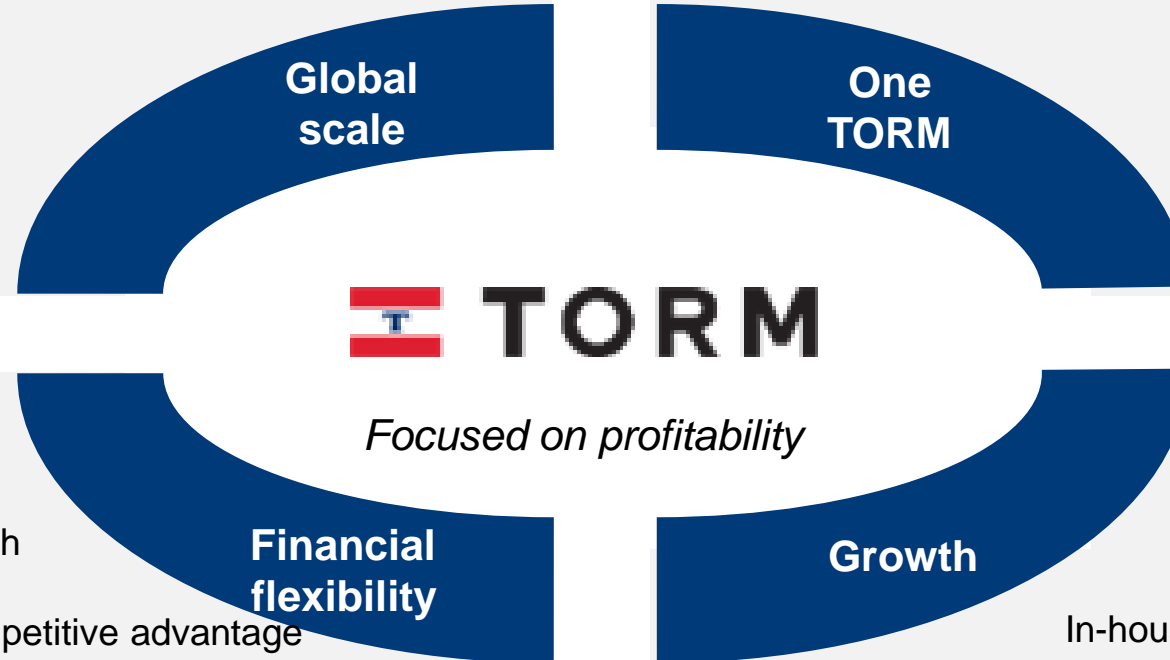 Global
scale
One
TORM
T
TORM
Focused on profitability
h
Financial
flexibility
Growth
petitive advantage
In-hou